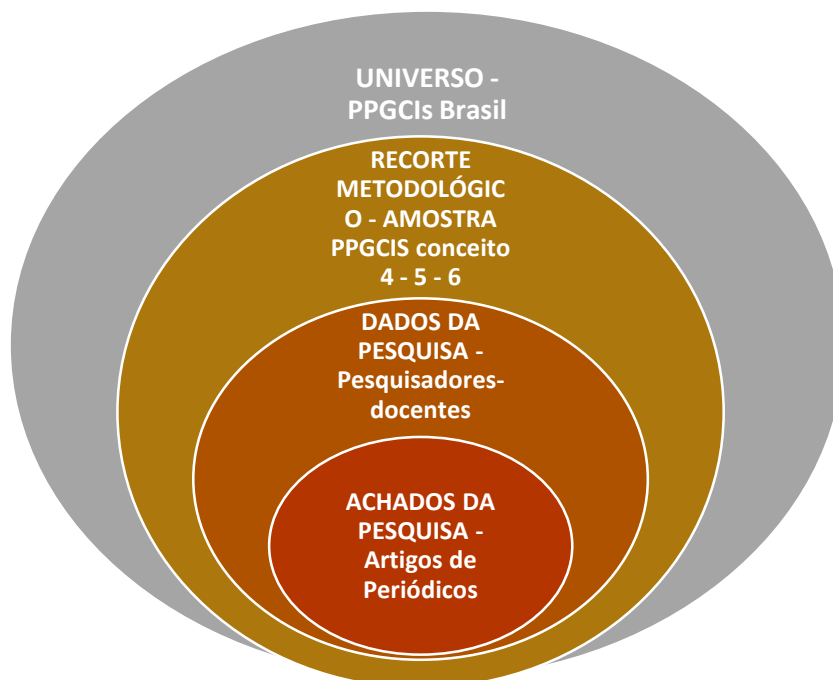 UNIVERSO -
PPGCIs Brasil
RECORTE
METODOLÓGIC
O - AMOSTRA
PPGCIS conceito
4 - 5 - 6
DADOS DA
PESQUISA -
Pesquisadores-
docentes
ACHADOS DA
PESQUISA -
Artigos de
Periódicos